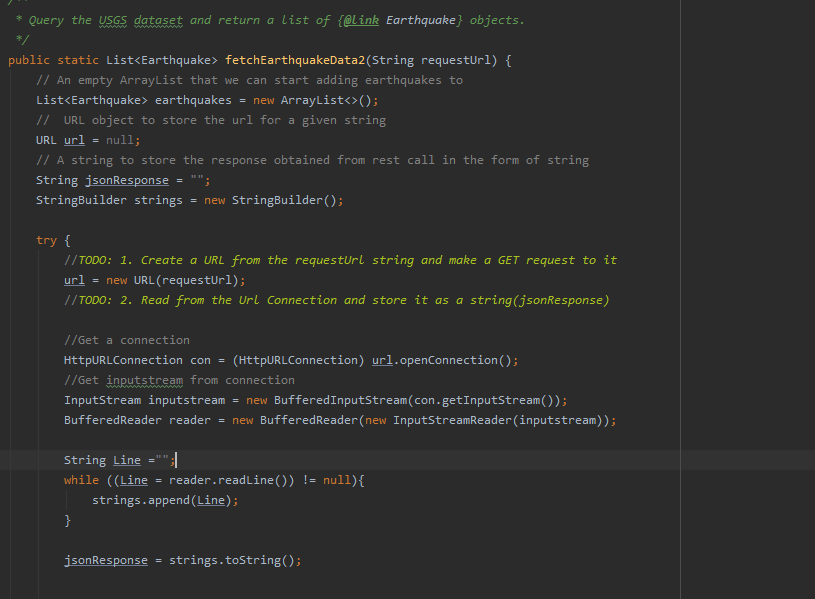 * Query the USGS dataset and return a list of {@link Earthquake} objects.
*/
public static List<Earthquake> fetchEarthquakeData2(String requestUrl) {
// An empty ArrayList that we can start adding earthquakes to
List<Earthquake> earthquakes = new ArrayList<>();
//  URL object to store the url for a given string
URL url = null;
// A string to store the response obtained from rest call in the form of string
String jsonResponse = "";
StringBuilder strings = new StringBuilder();
try {
//TODO: 1. Create a URL from the requestUrl string and make a GET request to it
url = new URL(requestUrl);
//TODO: 2. Read from the Url Connection and store it as a string(jsonResponse)
//Get a connection
HttpURLConnection con = (HttpURLConnection) url.openConnection();
//Get inputstream from connection
InputStream inputstream = new BufferedInputStream(con.getInputStream());
BufferedReader reader = new BufferedReader(new InputStreamReader(inputstream));
String Line ="";
while ((Line = reader.readLine()) != null){
strings.append(Line);
}
jsonResponse = strings.toString();